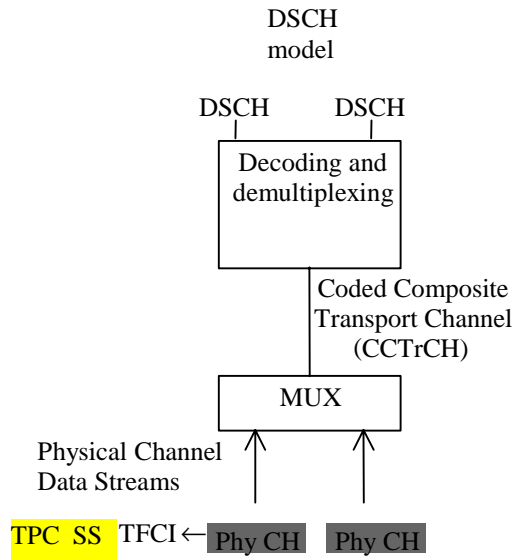 DSCH
model
DSCH DSCH
Decoding and
demultiplexing
Coded Composite
Transport Channel
(CCTrCH)
MUX
Physical Channel
Data Streams
TPC SS TFCI ← Phy CH Phy CH